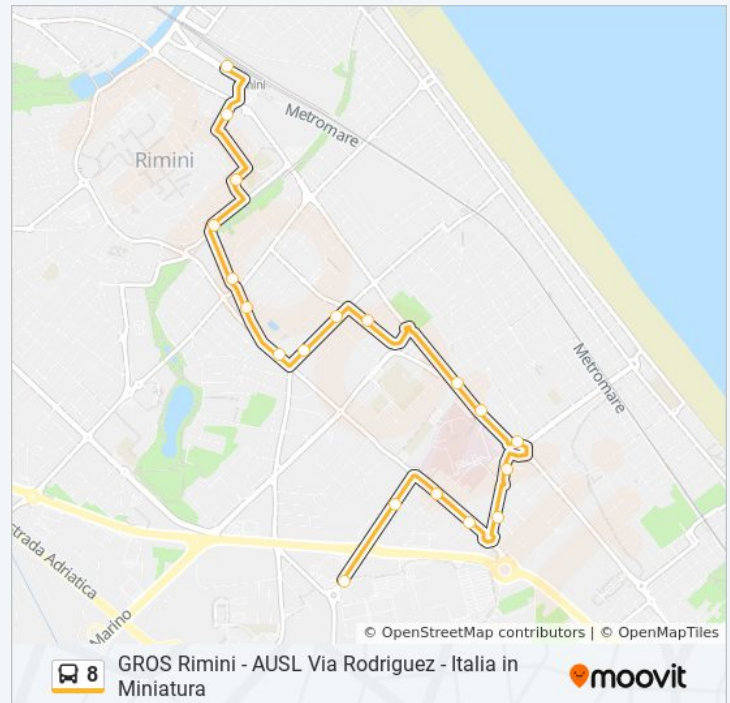 ini
Metromare
Rimini
Metromare
strada Adriatica
Marino
© OpenStreetMap contributors | © OpenMapTiles
8 GROS Rimini - AUSL Via Rodriguez - Italia in
Miniatura
moovit